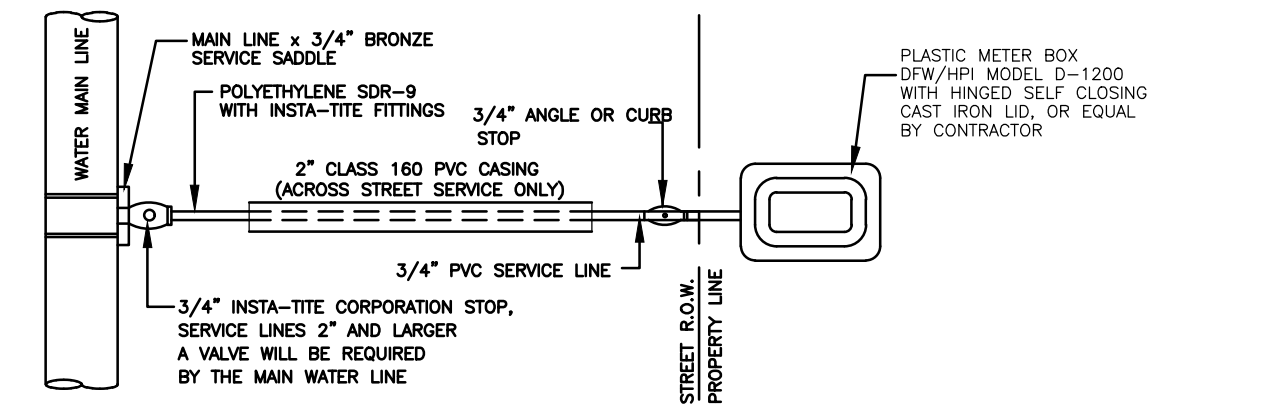 WATER MAIN LINE
MAIN LINE x 3/4" BRONZE
SERVICE SADDLE
POLYETHYLENE SDR-9
WITH INSTA-TITE FITTINGS
3/4" ANGLE OR CURB
STOP
2" CLASS 160 PVC CASING
(ACROSS STREET SERVICE ONLY)
PLASTIC METER BOX
DFW/HPI MODEL D-1200
WITH HINGED SELF CLOSING
CAST IRON LID, OR EQUAL
BY CONTRACTOR
3/4" PVC SERVICE LINE
3/4" INSTA-TITE CORPORATION STOP,
SERVICE LINES 2" AND LARGER
A VALVE WILL BE REQUIRED
BY THE MAIN WATER LINE
STREET R.O.W.
PROPERTY LINE